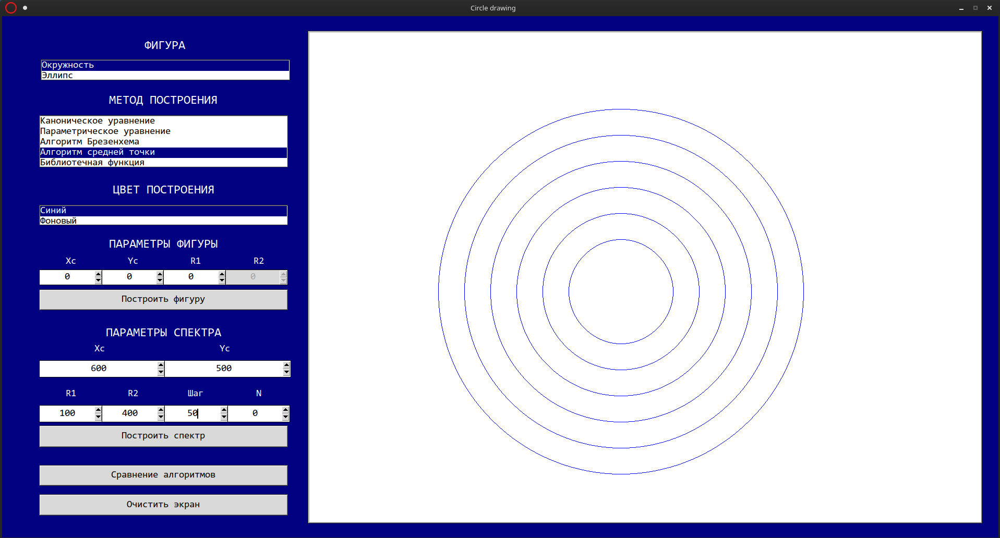 Circle drawing
ФИГУРА
Окружность
Эллипс
МЕТОД ПОСТРОЕНИЯ
Каноническое уравнение
Параметрическое уравнение
Алгоритм Брезенхема
Алгоритм средней точки
Библиотечная функция
ЦВЕТ ПОСТРОЕНИЯ
Синий
Фоновый
ПАРАМЕТРЫ ФИГУРЫ
Xc Yc R1 R2
0 0 0 0
Построить фигуру
ПАРАМЕТРЫ СПЕКТРА
Xc Yc
600 500
R1 R2 Шаг N
100 400 50 0
Построить спектр
Сравнение алгоритмов
Очистить экран